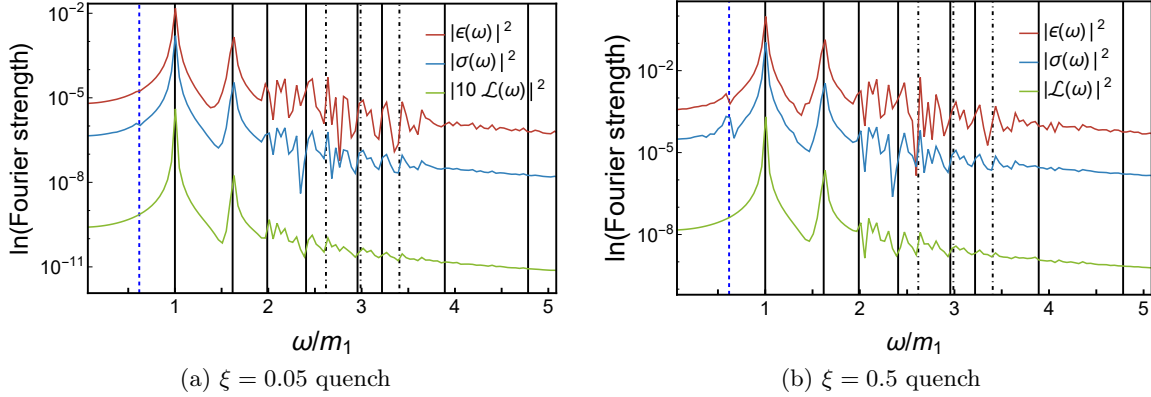 ln(Fourier strength)
10⁻²
10⁻⁵
10⁻⁸
10⁻¹¹
|ϵ(ω)|²
|σ(ω)|²
|10 ℒ(ω)|²
1 2 3 4 5
ω/m₁
(a) ξ = 0.05 quench
ln(Fourier strength)
10⁻²
10⁻⁵
10⁻⁸
|ϵ(ω)|²
|σ(ω)|²
|ℒ(ω)|²
1 2 3 4 5
ω/m₁
(b) ξ = 0.5 quench